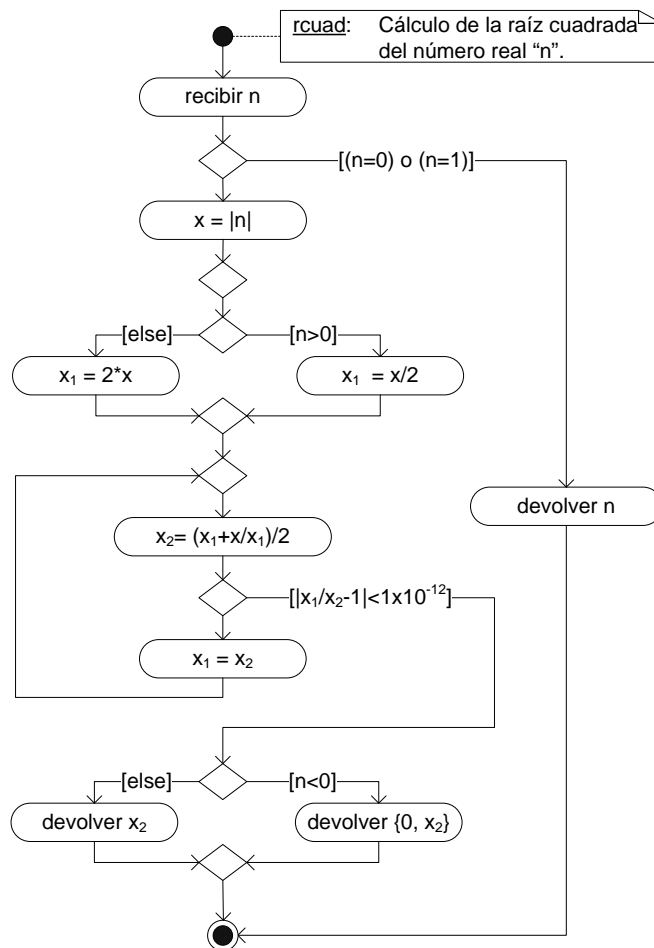 rcuad: Cálculo de la raíz cuadrada
del número real “n”.
recibir n
[(n=0) o (n=1)]
x = |n|
[else]
[n>0]
x₁ = 2*x
x₁ = x/2
x₂= (x₁+x/x₁)/2
devolver n
[|x₁/x₂-1|<1x10⁻¹²]
x₁ = x₂
[else]
[n<0]
devolver x₂
devolver {0, x₂}